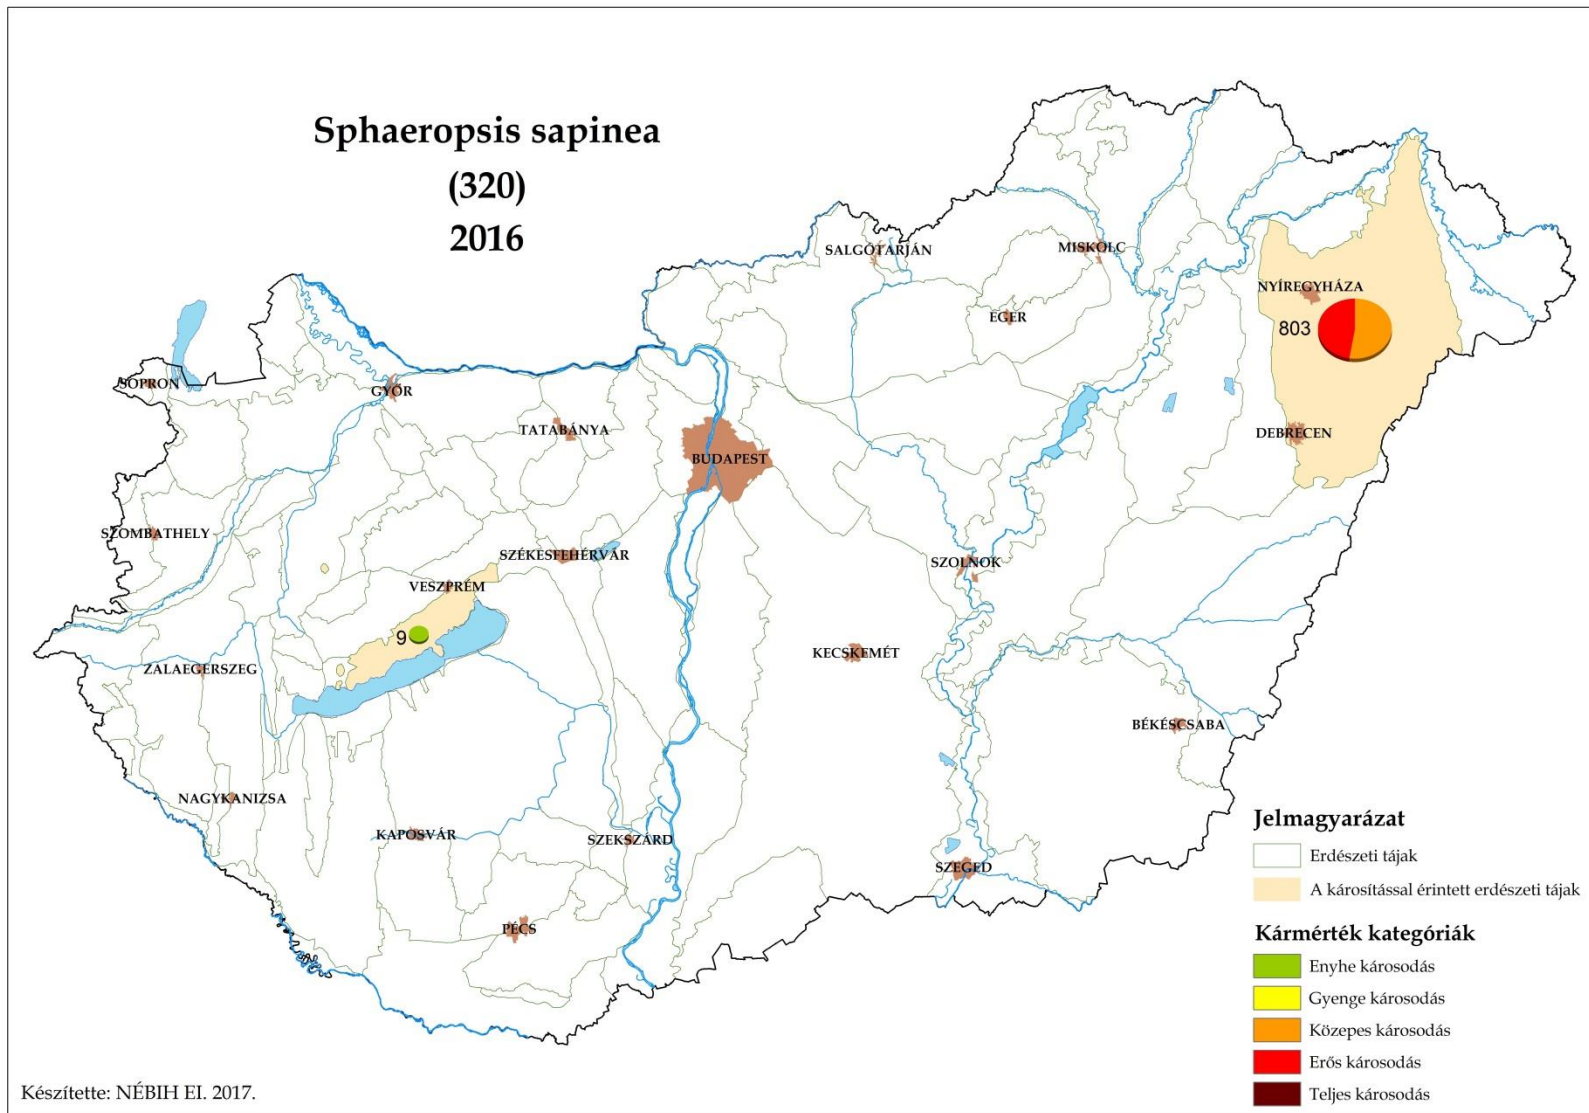 Sphaeropsis sapinea
(320)
2016
SALGÓTARJÁN
MISKOLC
NYÍREGYHÁZA
EGER
803
SOPRON
GYŐR
TATABÁNYA
DEBRECEN
BUDAPEST
SZOMBATHELY
SZÉKESFEHÉRVÁR
SZOLNOK
VESZPRÉM
9
KECSKEMÉT
ZALAEGERSZEG
BÉKÉSCSABA
NAGYKANIZSA
KAPOSVÁR
SZEKSZÁRD
SZEGED
PÉCS
Jelmagyarázat
Erdészeti tájak
A károsítással érintett erdészeti tájak
Kármérték kategóriák
Enyhe károsodás
Gyenge károsodás
Közepes károsodás
Erős károsodás
Teljes károsodás
Készítette: NÉBIH EI. 2017.